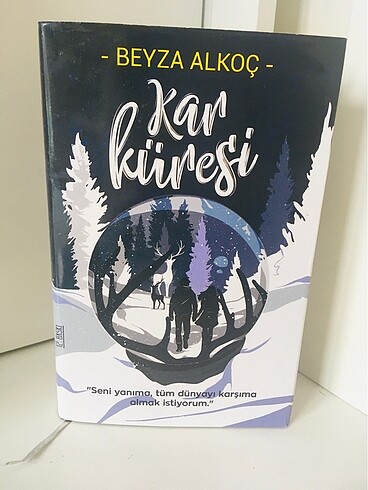 - BEYZA ALKOÇ -
Kar
küresi
"Seni yanıma, tüm dünyayı karşıma
almak istiyorum."